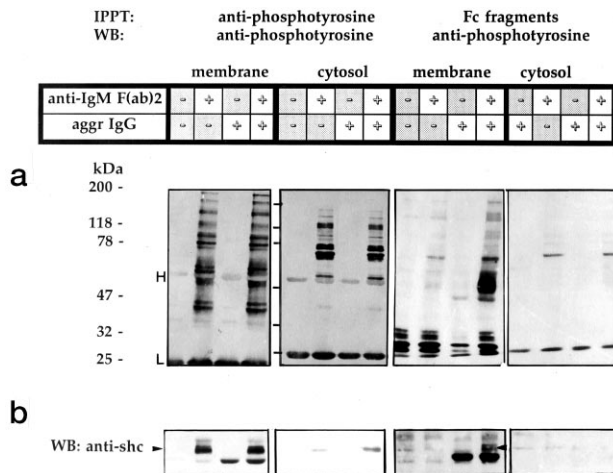 IPPT: anti-phosphotyrosine Fc fragments
WB: anti-phosphotyrosine anti-phosphotyrosine
membrane cytosol membrane cytosol
anti-IgM F(ab)2 - + - + - + - + - + - + - + - +
aggr IgG - - + + - - + + - - + + + - + +
a
kDa
200 -
118 -
78 -
H
47 -
32 -
L 25 -
b
WB: anti-shc